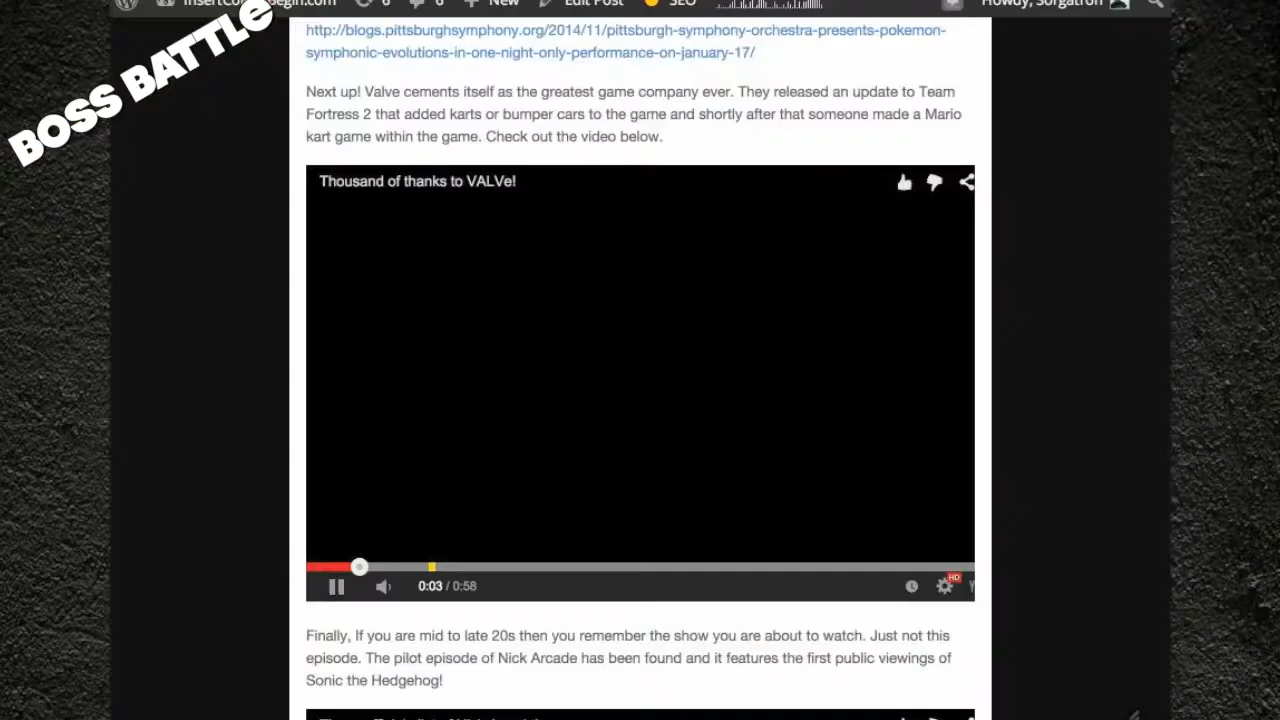 New Edit Post SEO Howdy, Sorgatron
BOSS BATTLE
http://blogs.pittsburghsymphony.org/2014/11/pittsburgh-symphony-orchestra-presents-pokemon-
symphonic-evolutions-in-one-night-only-performance-on-january-17/
Next up! Valve cements itself as the greatest game company ever. They released an update to Team
Fortress 2 that added karts or bumper cars to the game and shortly after that someone made a Mario
kart game within the game. Check out the video below.
Thousand of thanks to VALVe!
0:03 / 0:58
HD
Finally, If you are mid to late 20s then you remember the show you are about to watch. Just not this
episode. The pilot episode of Nick Arcade has been found and it features the first public viewings of
Sonic the Hedgehog!